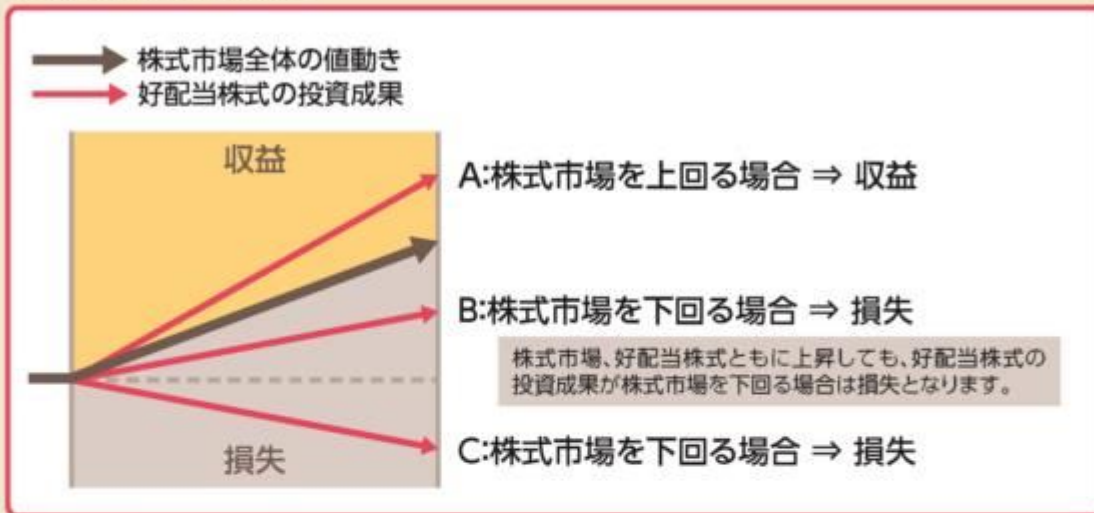 株式市場全体の値動き
好配当株式の投資成果
収益
A:株式市場を上回る場合 ⇒ 収益
B:株式市場を下回る場合 ⇒ 損失
株式市場、好配当株式ともに上昇しても、好配当株式の
投資成果が株式市場を下回る場合は損失となります。
損失
C:株式市場を下回る場合 ⇒ 損失